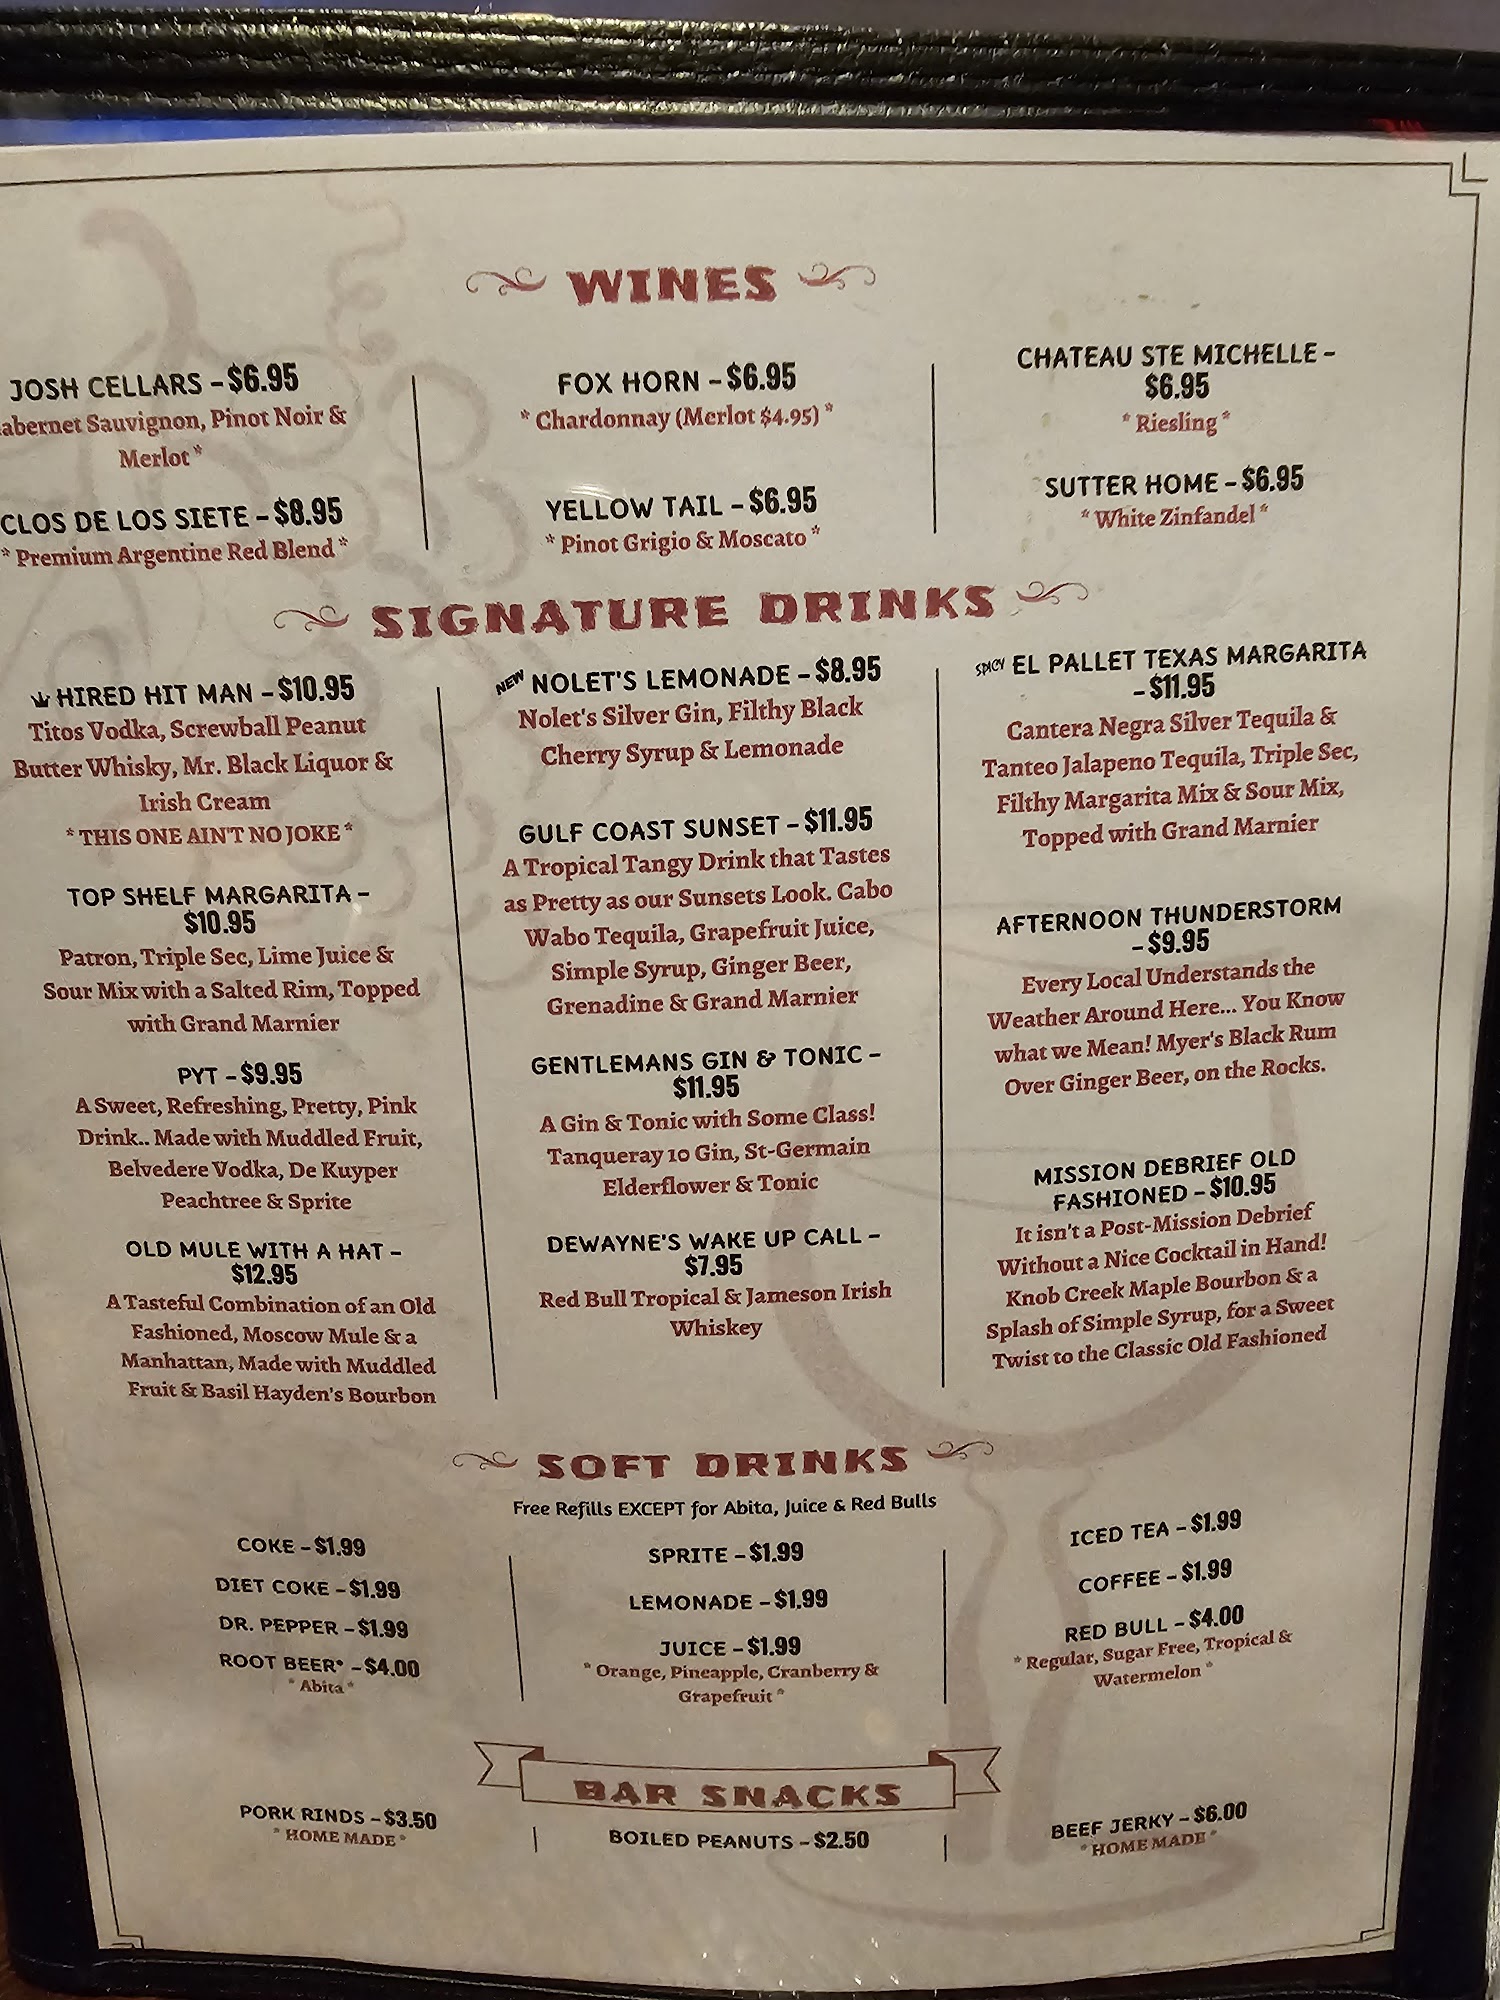 WINES
JOSH CELLARS – $6.95
abernet Sauvignon, Pinot Noir &
Merlot *
CLOS DE LOS SIETE – $8.95
* Premium Argentine Red Blend *
FOX HORN – $6.95
* Chardonnay (Merlot $4.95) *
YELLOW TAIL – $6.95
* Pinot Grigio & Moscato *
CHATEAU STE MICHELLE –
$6.95
* Riesling *
SUTTER HOME – $6.95
* White Zinfandel *
SIGNATURE DRINKS
HIRED HIT MAN – $10.95
Titos Vodka, Screwball Peanut
Butter Whisky, Mr. Black Liquor &
Irish Cream
* THIS ONE AIN'T NO JOKE *
TOP SHELF MARGARITA –
$10.95
Patron, Triple Sec, Lime Juice &
Sour Mix with a Salted Rim, Topped
with Grand Marnier
PYT – $9.95
A Sweet, Refreshing, Pretty, Pink
Drink.. Made with Muddled Fruit,
Belvedere Vodka, De Kuyper
Peachtree & Sprite
OLD MULE WITH A HAT –
$12.95
A Tasteful Combination of an Old
Fashioned, Moscow Mule & a
Manhattan, Made with Muddled
Fruit & Basil Hayden's Bourbon
NEW NOLET'S LEMONADE – $8.95
Nolet's Silver Gin, Filthy Black
Cherry Syrup & Lemonade
GULF COAST SUNSET – $11.95
A Tropical Tangy Drink that Tastes
as Pretty as our Sunsets Look. Cabo
Wabo Tequila, Grapefruit Juice,
Simple Syrup, Ginger Beer,
Grenadine & Grand Marnier
GENTLEMANS GIN & TONIC –
$11.95
A Gin & Tonic with Some Class!
Tanqueray 10 Gin, St-Germain
Elderflower & Tonic
DEWAYNE'S WAKE UP CALL –
$7.95
Red Bull Tropical & Jameson Irish
Whiskey
SPICY EL PALLET TEXAS MARGARITA
– $11.95
Cantera Negra Silver Tequila &
Tanteo Jalapeno Tequila, Triple Sec,
Filthy Margarita Mix & Sour Mix,
Topped with Grand Marnier
AFTERNOON THUNDERSTORM
– $9.95
Every Local Understands the
Weather Around Here... You Know
what we Mean! Myer's Black Rum
Over Ginger Beer, on the Rocks.
MISSION DEBRIEF OLD
FASHIONED – $10.95
It isn't a Post-Mission Debrief
Without a Nice Cocktail in Hand!
Knob Creek Maple Bourbon & a
Splash of Simple Syrup, for a Sweet
Twist to the Classic Old Fashioned
SOFT DRINKS
Free Refills EXCEPT for Abita, Juice & Red Bulls
COKE – $1.99
DIET COKE – $1.99
DR. PEPPER – $1.99
ROOT BEER* – $4.00
* Abita *
SPRITE – $1.99
LEMONADE – $1.99
JUICE – $1.99
* Orange, Pineapple, Cranberry &
Grapefruit *
ICED TEA – $1.99
COFFEE – $1.99
RED BULL – $4.00
* Regular, Sugar Free, Tropical &
Watermelon *
BAR SNACKS
PORK RINDS – $3.50
* HOME MADE *
BOILED PEANUTS – $2.50
BEEF JERKY – $6.00
* HOME MADE *